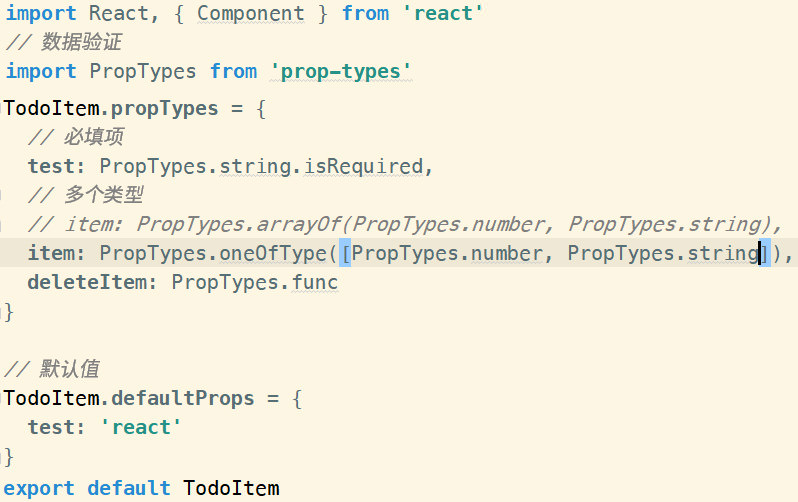 import React, { Component } from 'react'
// 数据验证
import PropTypes from 'prop-types'
TodoItem.propTypes = {
// 必填项
test: PropTypes.string.isRequired,
// 多个类型
// item: PropTypes.arrayOf(PropTypes.number, PropTypes.string),
item: PropTypes.oneOfType([PropTypes.number, PropTypes.string]),
deleteItem: PropTypes.func
}
// 默认值
TodoItem.defaultProps = {
test: 'react'
}
export default TodoItem